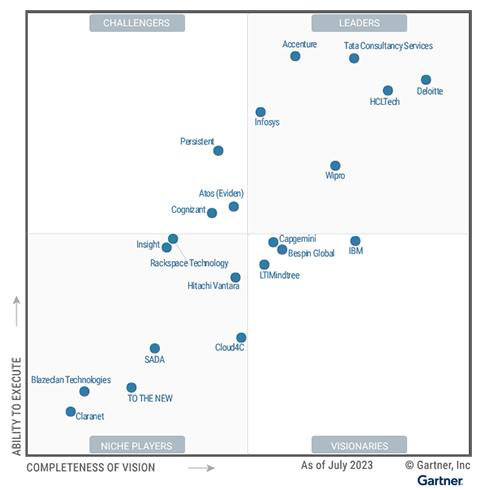 CHALLENGERS
LEADERS
Accenture
Tata Consultancy Services
Deloitte
HCLTech
Infosys
Persistent
Wipro
Atos (Eviden)
Cognizant
Insight
Capgemini
Bespin Global
IBM
Rackspace Technology
LTIMindtree
Hitachi Vantara
Cloud4C
SADA
Blazeclan Technologies
TO THE NEW
Claranet
ABILITY TO EXECUTE
NICHE PLAYERS
VISIONARIES
COMPLETENESS OF VISION
As of July 2023
© Gartner, Inc
Gartner